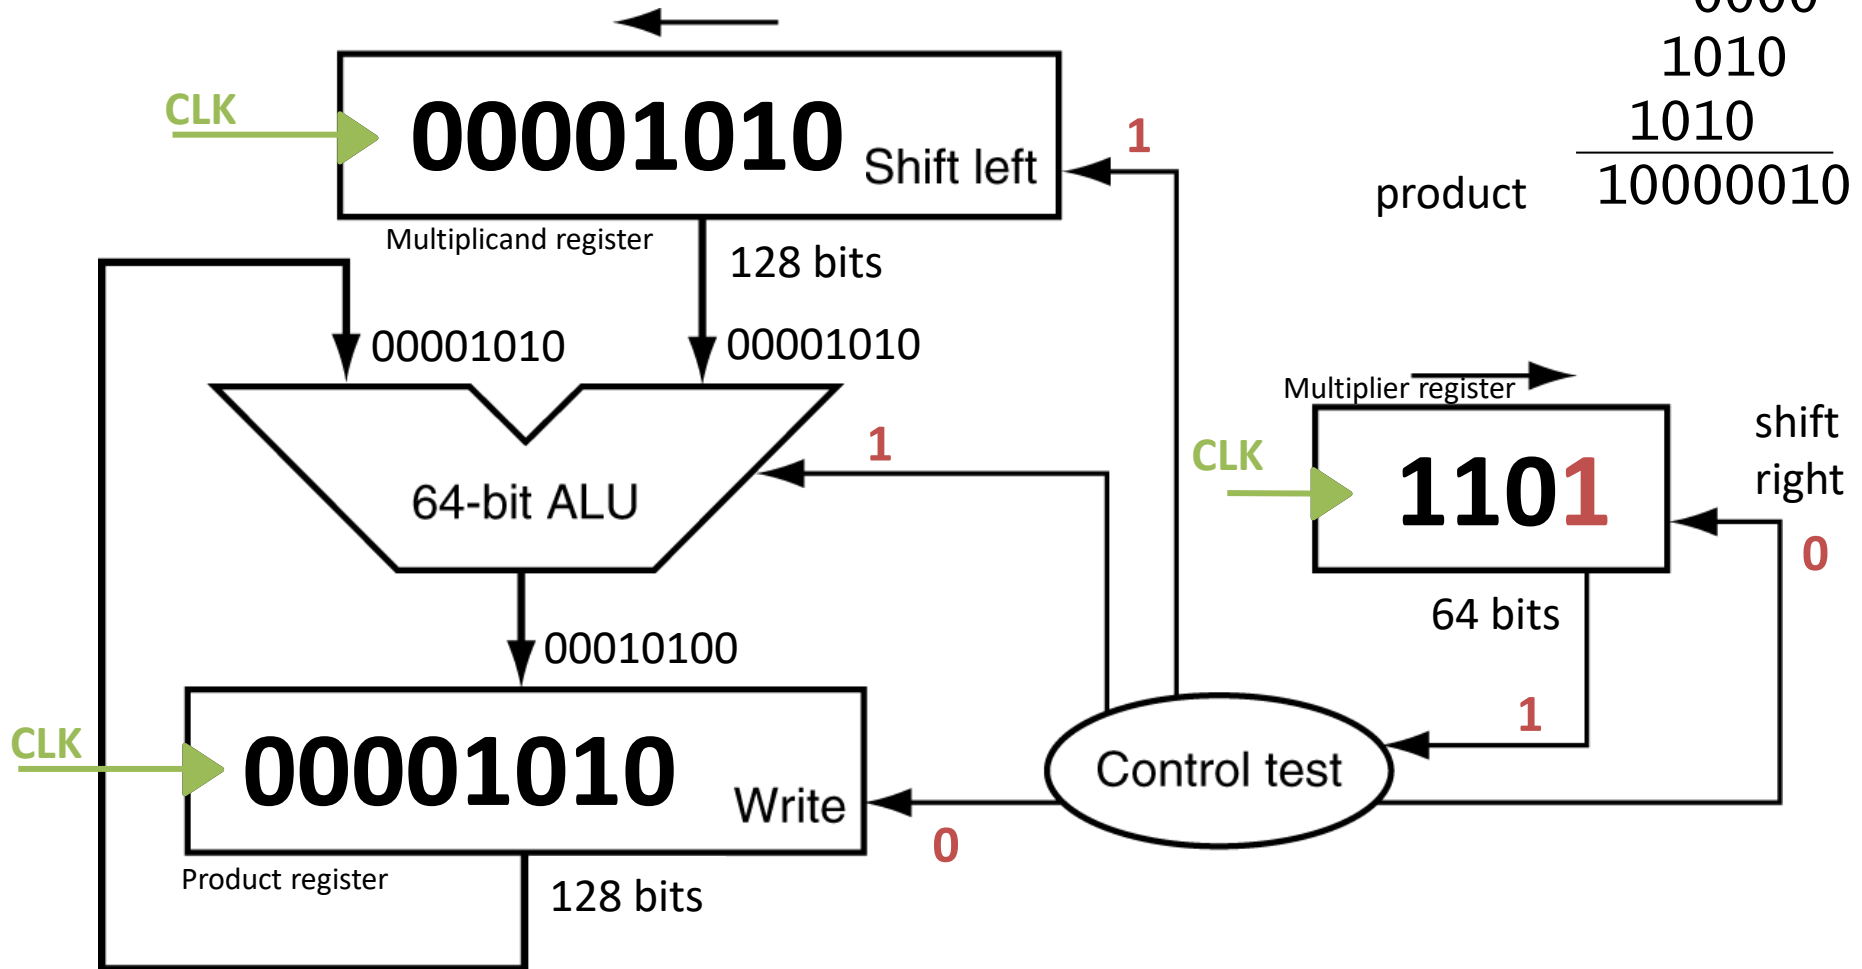 0000
1010
1010
product 10000010
CLK
00001010
Shift left
1
Multiplicand register
128 bits
00001010
00001010
64-bit ALU
1
00010100
CLK
00001010
Write
0
Product register
128 bits
Multiplier register
CLK
1101
shift
right
0
64 bits
1
Control test